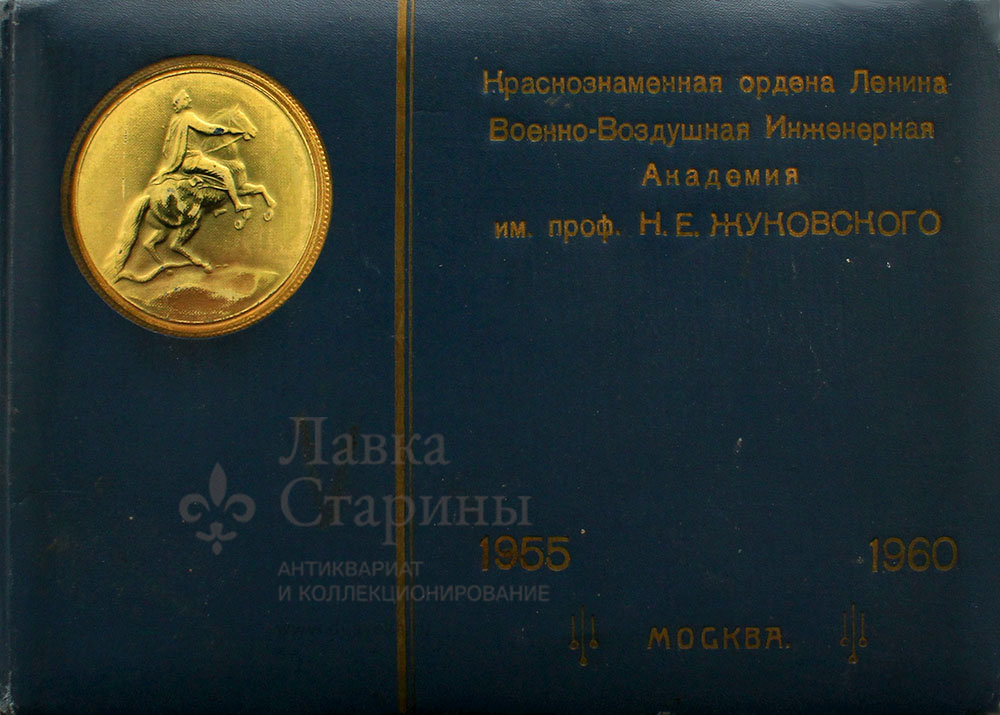 Краснознаменная ордена Ленина
Военно-Воздушная Инженерная
Академия
им. проф. Н. Е. ЖУКОВСКОГО
Лавка
Старины
АНТИКВАРИАТ
И КОЛЛЕКЦИОНИРОВАНИЕ
1955 1960
МОСКВА.